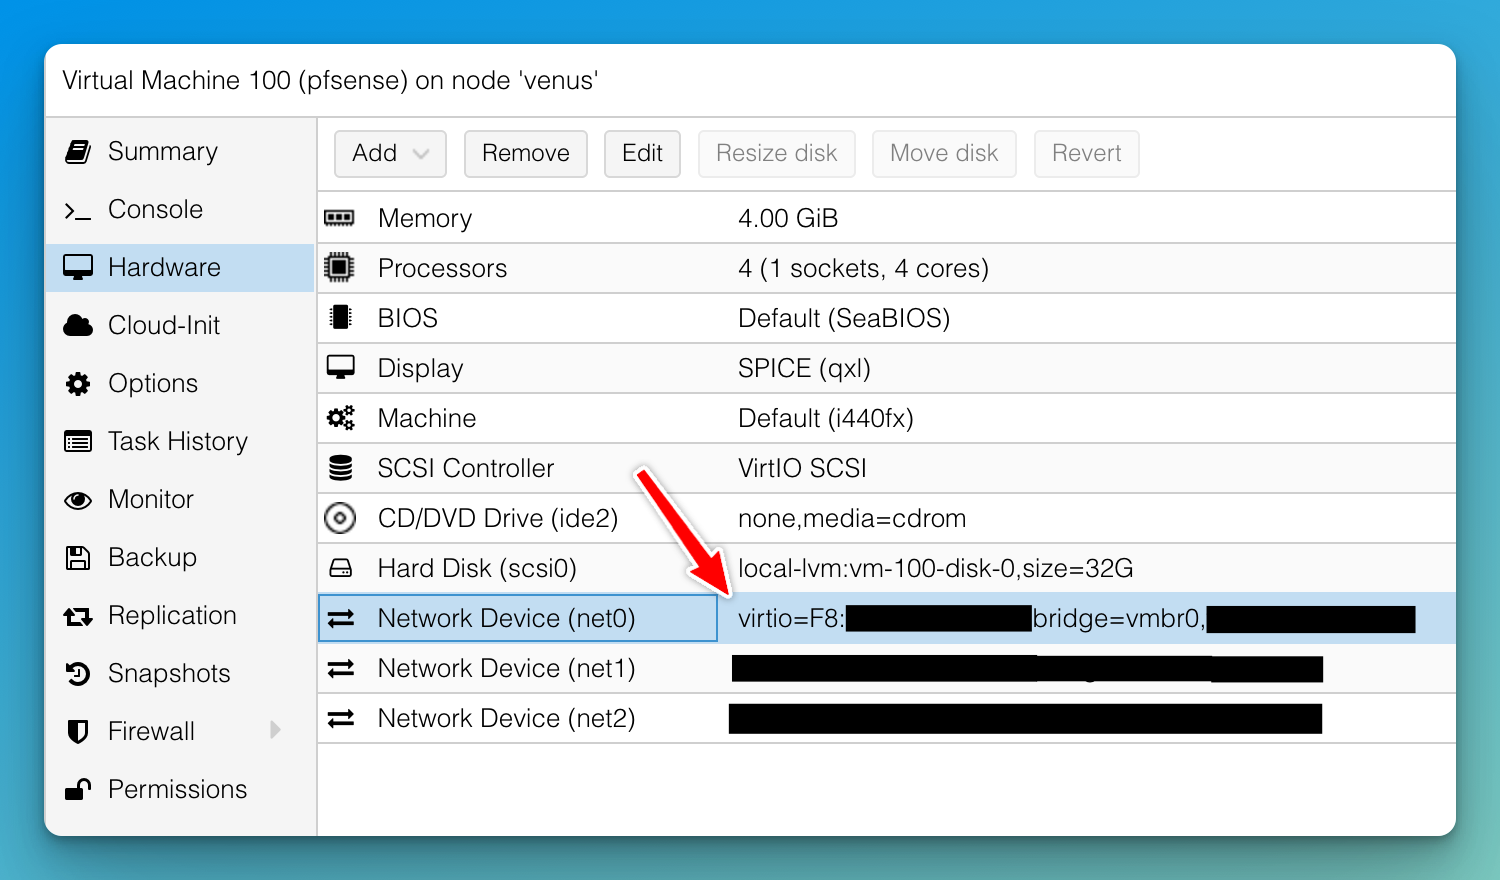 Virtual Machine 100 (pfsense) on node 'venus'
Summary
Console
Hardware
Cloud-Init
Options
Task History
Monitor
Backup
Replication
Snapshots
Firewall
Permissions
Add Remove Edit Resize disk Move disk Revert
Memory 4.00 GiB
Processors 4 (1 sockets, 4 cores)
BIOS Default (SeaBIOS)
Display SPICE (qxl)
Machine Default (i440fx)
SCSI Controller VirtIO SCSI
CD/DVD Drive (ide2) none,media=cdrom
Hard Disk (scsi0) local-lvm:vm-100-disk-0,size=32G
Network Device (net0) virtio=F8: bridge=vmbr0,
Network Device (net1)
Network Device (net2)